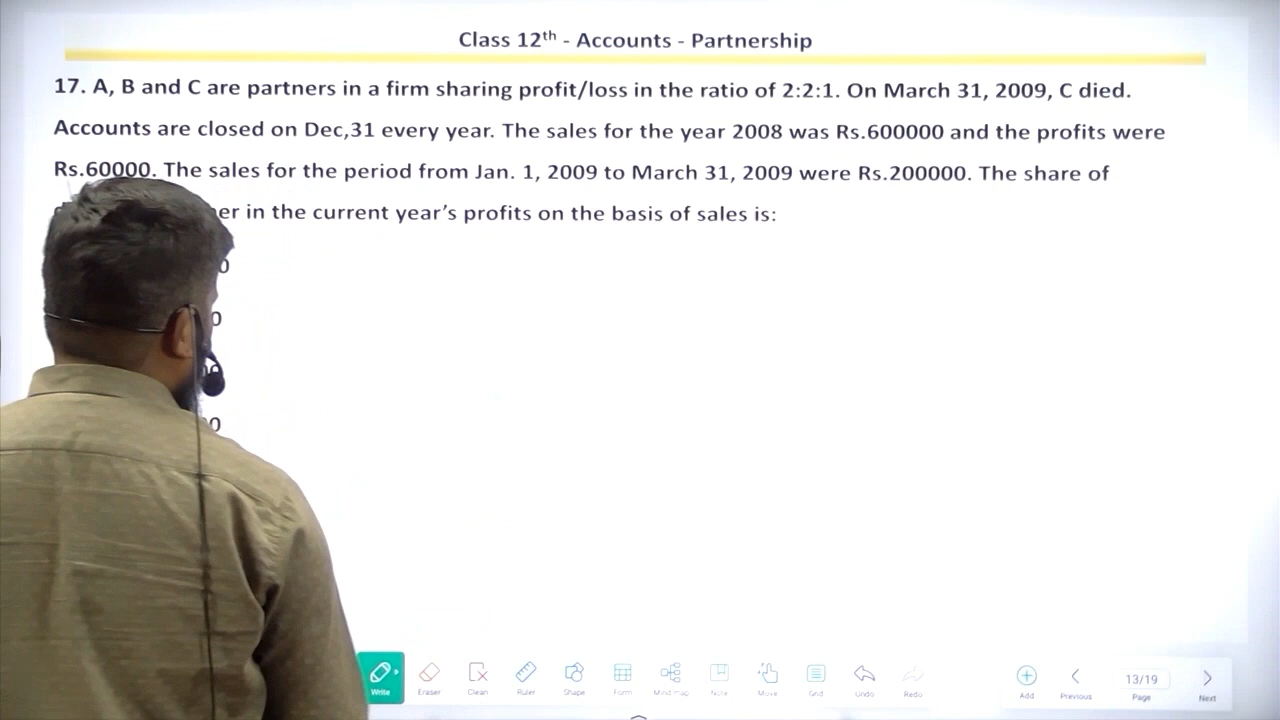 Class 12th - Accounts - Partnership
17. A, B and C are partners in a firm sharing profit/loss in the ratio of 2:2:1. On March 31, 2009, C died.
Accounts are closed on Dec,31 every year. The sales for the year 2008 was Rs.600000 and the profits were
Rs.60000. The sales for the period from Jan. 1, 2009 to March 31, 2009 were Rs.200000. The share of
in the current year's profits on the basis of sales is:
Write Eraser Clean Ruler Shape Form Mind map Note Move Grid Undo Redo Add Previous 13/19 Page Next